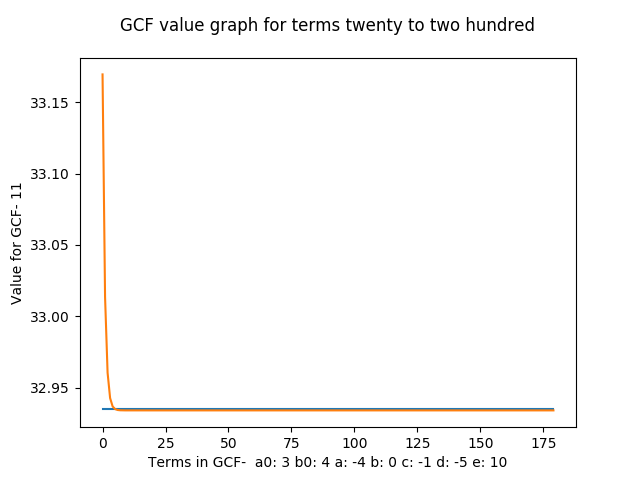 GCF value graph for terms twenty to two hundred
33.15
33.10
33.05
33.00
32.95
Value for GCF- 11
0 25 50 75 100 125 150 175
Terms in GCF-  a0: 3 b0: 4 a: -4 b: 0 c: -1 d: -5 e: 10